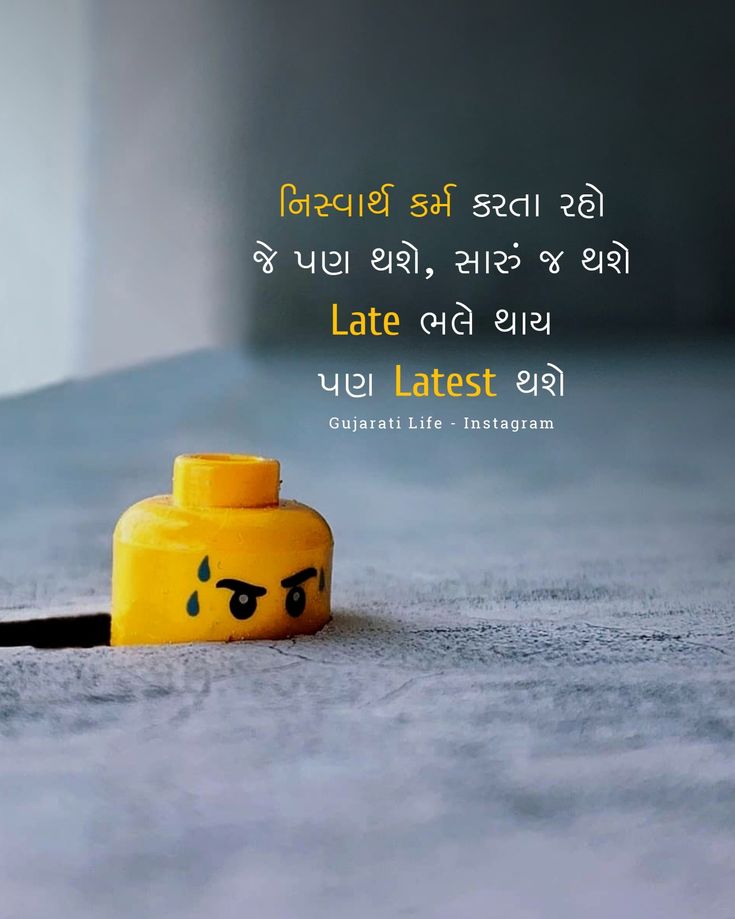 નિસ્વાર્થ કર્મ કરતા રહો
જે પણ થશે, સારું જ થશે
Late ભલે થાય
પણ Latest થશે
Gujarati Life - Instagram